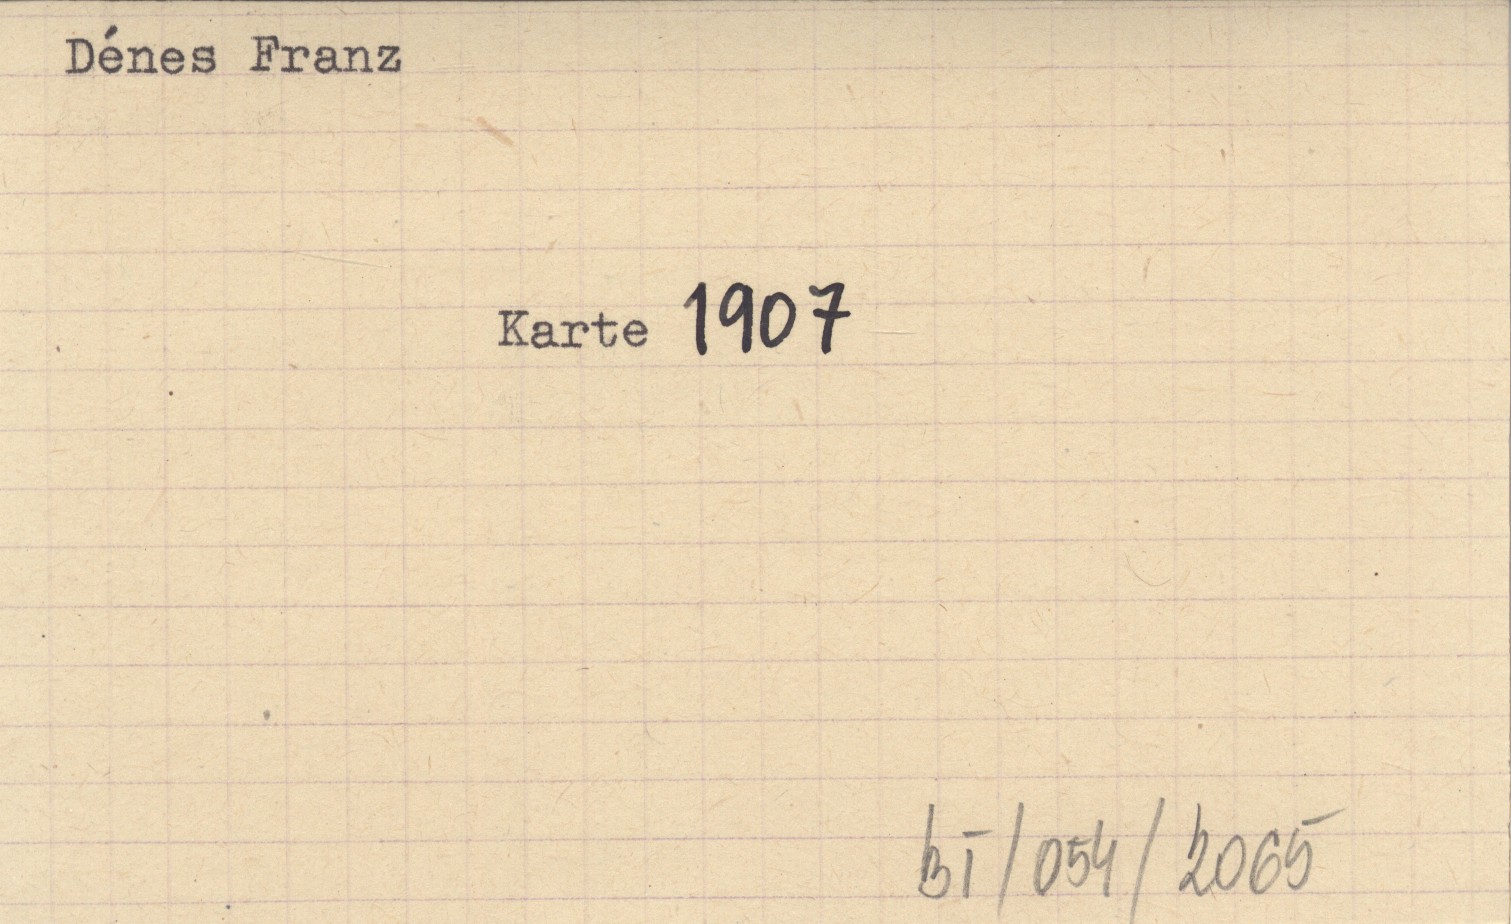 Dénes Franz
Karte 1907
BI/054/2065